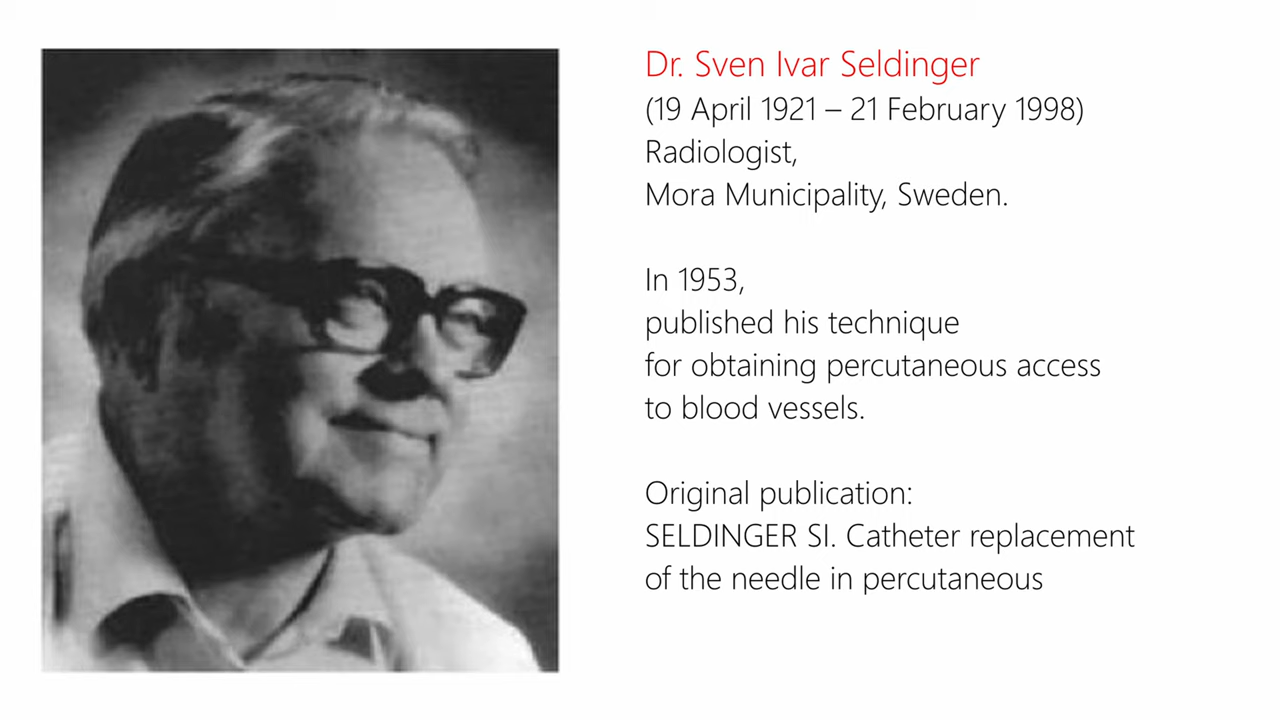 Dr. Sven Ivar Seldinger
(19 April 1921 – 21 February 1998)
Radiologist,
Mora Municipality, Sweden.
In 1953,
published his technique
for obtaining percutaneous access
to blood vessels.
Original publication:
SELDINGER SI. Catheter replacement
of the needle in percutaneous